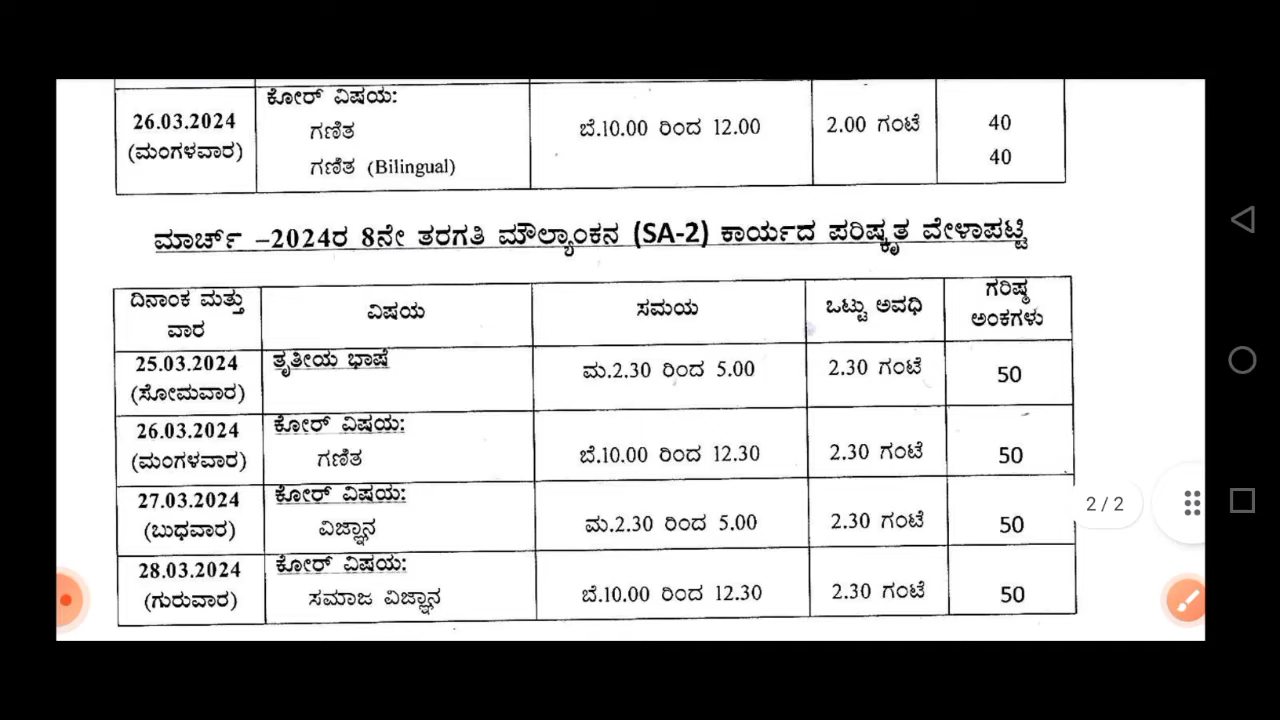 26.03.2024
(ಮಂಗಳವಾರ)
ಕೋರ್ ವಿಷಯ:
ಗಣಿತ
ಗಣಿತ (Bilingual)
ಬೆ.10.00 ರಿಂದ 12.00
2.00 ಗಂಟೆ
40
40
ಮಾರ್ಚ್ –2024ರ 8ನೇ ತರಗತಿ ಮೌಲ್ಯಾಂಕನ (SA-2) ಕಾರ್ಯದ ಪರಿಷ್ಕೃತ ವೇಳಾಪಟ್ಟಿ
ದಿನಾಂಕ ಮತ್ತು
ವಾರ
ವಿಷಯ
ಸಮಯ
ಒಟ್ಟು ಅವಧಿ
ಗರಿಷ್ಠ
ಅಂಕಗಳು
25.03.2024
(ಸೋಮವಾರ)
ತೃತೀಯ ಭಾಷೆ
ಮ.2.30 ರಿಂದ 5.00
2.30 ಗಂಟೆ
50
26.03.2024
(ಮಂಗಳವಾರ)
ಕೋರ್ ವಿಷಯ:
ಗಣಿತ
ಬೆ.10.00 ರಿಂದ 12.30
2.30 ಗಂಟೆ
50
27.03.2024
(ಬುಧವಾರ)
ಕೋರ್ ವಿಷಯ:
ವಿಜ್ಞಾನ
ಮ.2.30 ರಿಂದ 5.00
2.30 ಗಂಟೆ
50
28.03.2024
(ಗುರುವಾರ)
ಕೋರ್ ವಿಷಯ:
ಸಮಾಜ ವಿಜ್ಞಾನ
ಬೆ.10.00 ರಿಂದ 12.30
2.30 ಗಂಟೆ
50
2 / 2